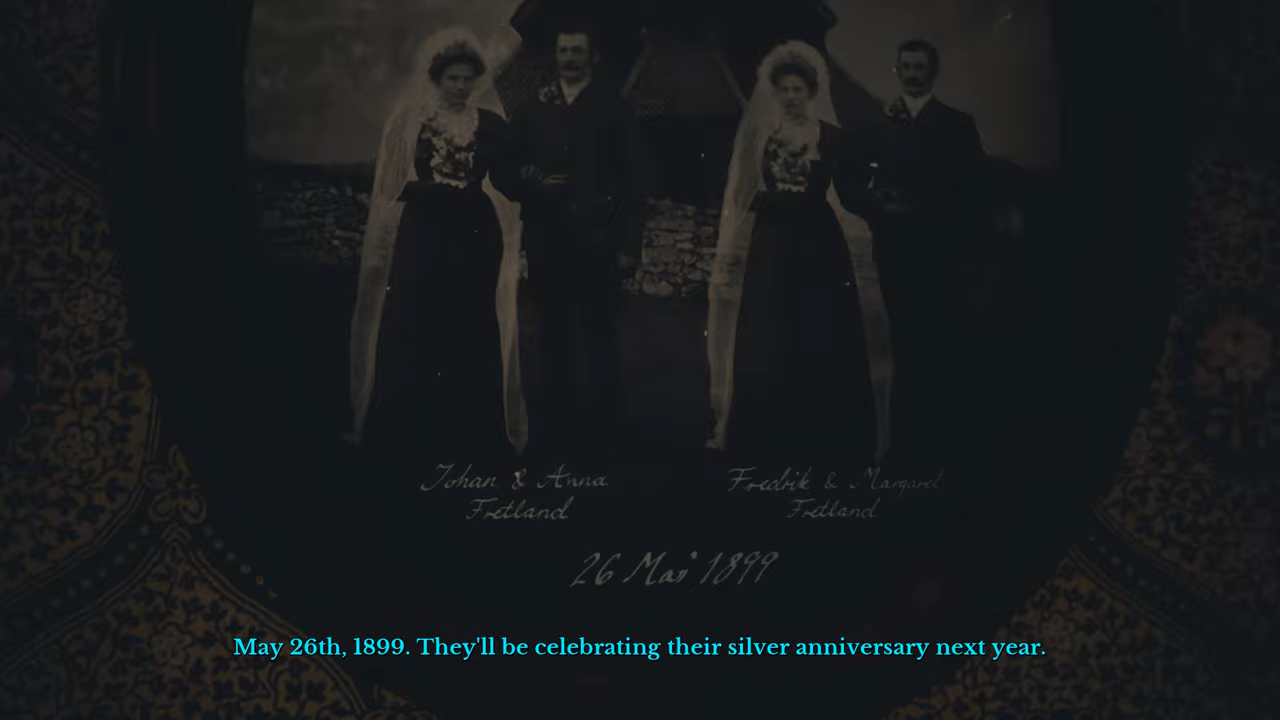 Johan & Anna
Fretland
Fredrik & Margaret
Fretland
26 Mai 1899
May 26th, 1899. They'll be celebrating their silver anniversary next year.